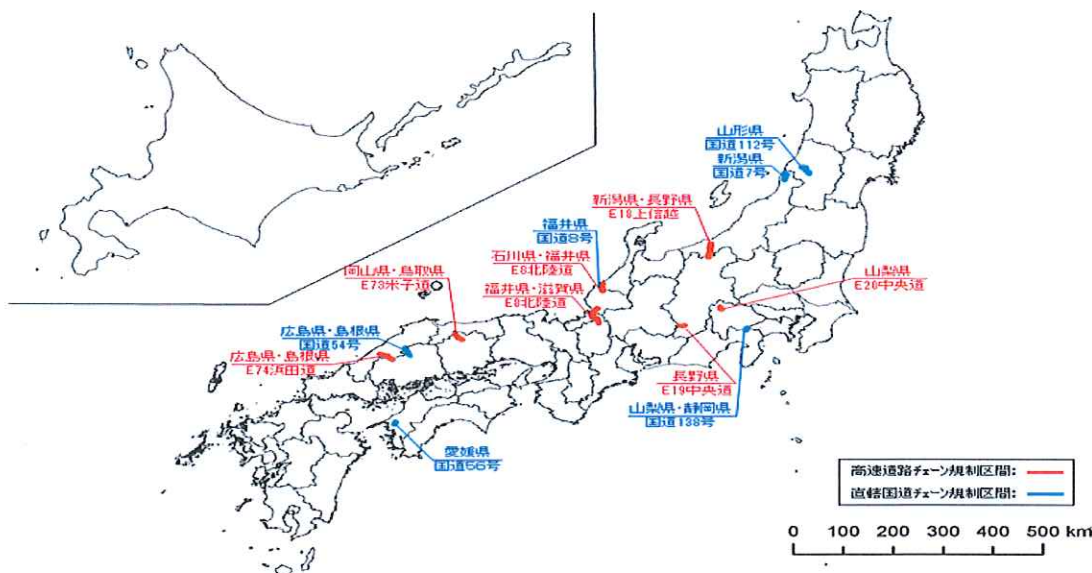 山形県
国道112号
新潟県
国道7号
新潟県・長野県
E18上信越
福井県
国道8号
石川県・福井県
E8北陸道
岡山県・鳥取県
E73米子道
福井県・滋賀県
E8北陸道
山梨県
E20中央道
広島県・島根県
国道54号
広島県・島根県
E74浜田道
長野県
E19中央道
山梨県・静岡県
国道138号
愛媛県
国道56号
高速道路チェーン規制区間:
直轄国道チェーン規制区間:
0 100 200 300 400 500 km